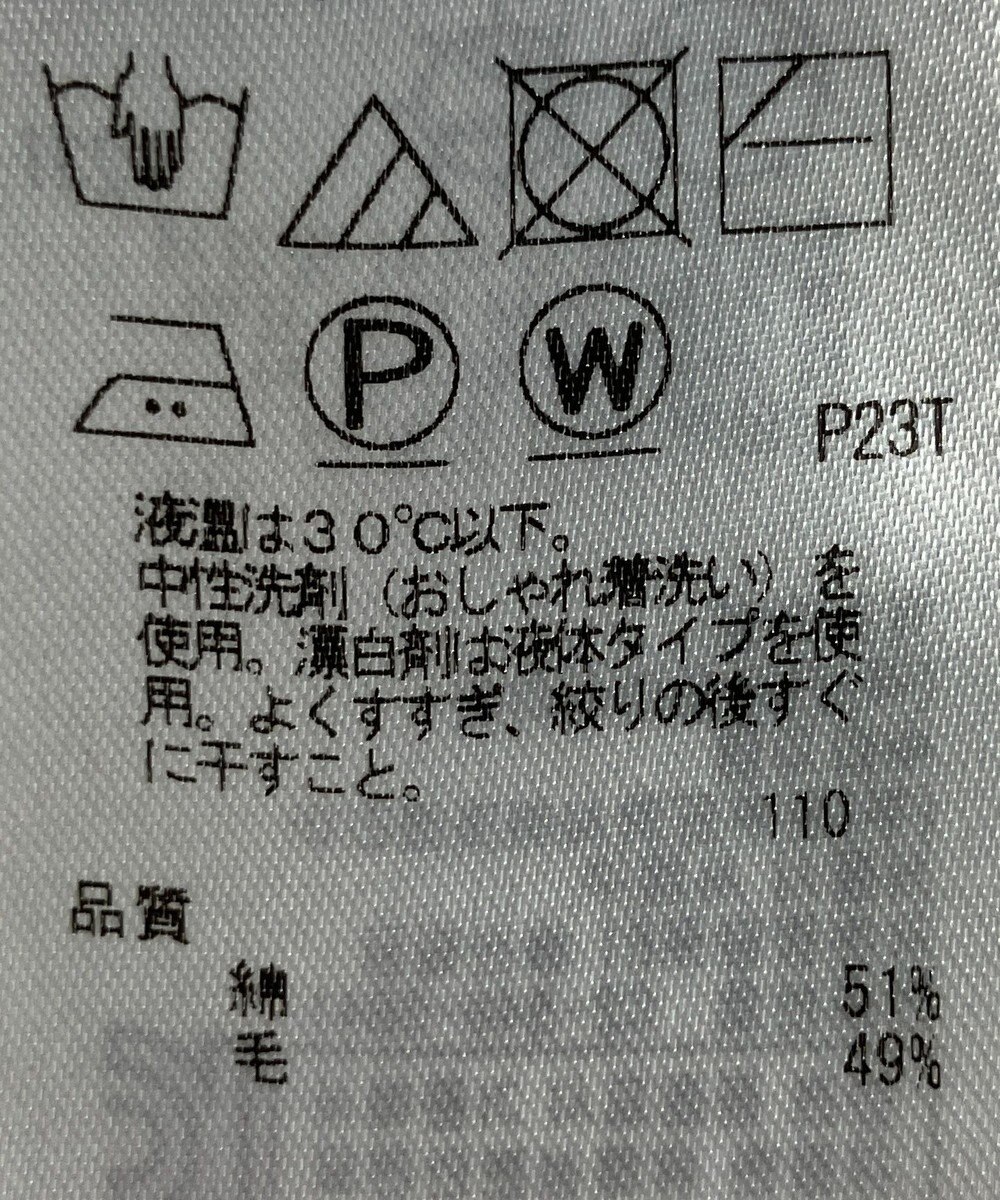 P W
P23T
液温は30℃以下。
中性洗剤（おしゃれ着洗い）を
使用。漂白剤は液体タイプを使
用。よくすすぎ、絞りの後すぐ
に干すこと。
110
品質
綿 51%
毛 49%